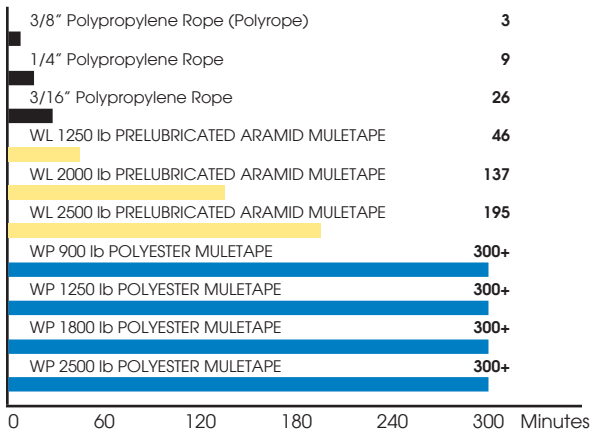 3/8″ Polypropylene Rope (Polyrope) 3
1/4″ Polypropylene Rope 9
3/16″ Polypropylene Rope 26
WL 1250 lb PRELUBRICATED ARAMID MULETAPE 46
WL 2000 lb PRELUBRICATED ARAMID MULETAPE 137
WL 2500 lb PRELUBRICATED ARAMID MULETAPE 195
WP 900 lb POLYESTER MULETAPE 300+
WP 1250 lb POLYESTER MULETAPE 300+
WP 1800 lb POLYESTER MULETAPE 300+
WP 2500 lb POLYESTER MULETAPE 300+
0 60 120 180 240 300 Minutes